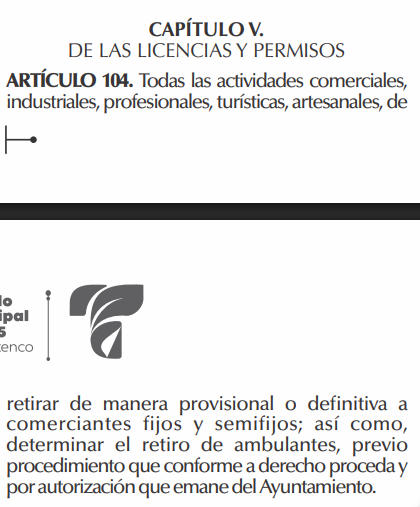 CAPÍTULO V.
DE LAS LICENCIAS Y PERMISOS
ARTÍCULO 104. Todas las actividades comerciales,
industriales, profesionales, turísticas, artesanales, de
retirar de manera provisional o definitiva a
comerciantes fijos y semifijos; así como,
determinar el retiro de ambulantes, previo
procedimiento que conforme a derecho proceda y
por autorización que emane del Ayuntamiento.